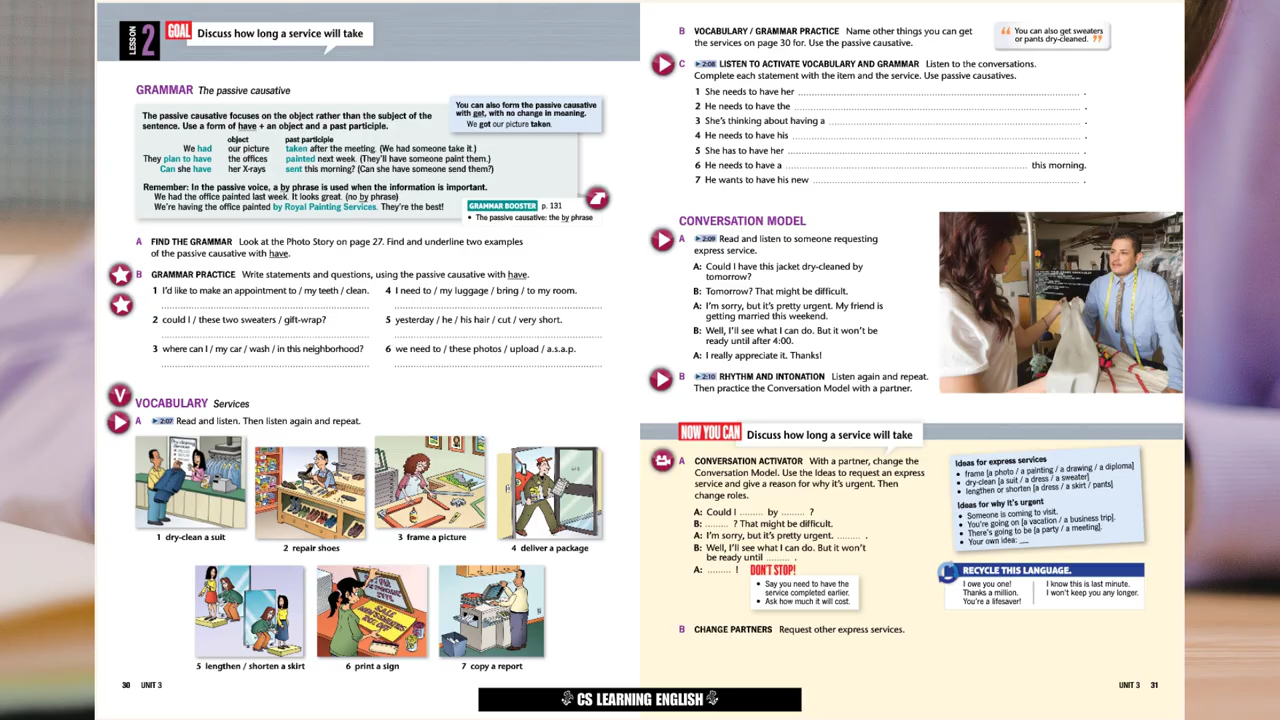 LESSON 2
GOAL Discuss how long a service will take
GRAMMAR The passive causative
The passive causative focuses on the object rather than the subject of the
sentence. Use a form of have + an object and a past participle.
object past participle
We had our picture taken after the meeting. (We had someone take it.)
They plan to have the offices painted next week. (They'll have someone paint them.)
Can she have her X-rays sent this morning? (Can she have someone send them?)
Remember: In the passive voice, a by phrase is used when the information is important.
We had the office painted last week. It looks great. (no by phrase)
We're having the office painted by Royal Painting Services. They're the best!
You can also form the passive causative
with get, with no change in meaning.
We got our picture taken.
GRAMMAR BOOSTER p. 131
• The passive causative: the by phrase
A FIND THE GRAMMAR Look at the Photo Story on page 27. Find and underline two examples
of the passive causative with have.
B GRAMMAR PRACTICE Write statements and questions, using the passive causative with have.
1 I'd like to make an appointment to / my teeth / clean.
2 could I / these two sweaters / gift-wrap?
3 where can I / my car / wash / in this neighborhood?
4 I need to / my luggage / bring / to my room.
5 yesterday / he / his hair / cut / very short.
6 we need to / these photos / upload / a.s.a.p.
V
VOCABULARY Services
A 2:07 Read and listen. Then listen again and repeat.
1 dry-clean a suit
2 repair shoes
3 frame a picture
4 deliver a package
5 lengthen / shorten a skirt
6 print a sign
7 copy a report
30 UNIT 3
B VOCABULARY / GRAMMAR PRACTICE Name other things you can get
the services on page 30 for. Use the passive causative.
“ You can also get sweaters
or pants dry-cleaned. ”
C 2:08 LISTEN TO ACTIVATE VOCABULARY AND GRAMMAR Listen to the conversations.
Complete each statement with the item and the service. Use passive causatives.
1 She needs to have her .
2 He needs to have the .
3 She's thinking about having a .
4 He needs to have his .
5 She has to have her .
6 He needs to have a this morning.
7 He wants to have his new .
CONVERSATION MODEL
A 2:09 Read and listen to someone requesting
express service.
A: Could I have this jacket dry-cleaned by
tomorrow?
B: Tomorrow? That might be difficult.
A: I'm sorry, but it's pretty urgent. My friend is
getting married this weekend.
B: Well, I'll see what I can do. But it won't be
ready until after 4:00.
A: I really appreciate it. Thanks!
B 2:10 RHYTHM AND INTONATION Listen again and repeat.
Then practice the Conversation Model with a partner.
NOW YOU CAN Discuss how long a service will take
A CONVERSATION ACTIVATOR With a partner, change the
Conversation Model. Use the Ideas to request an express
service and give a reason for why it's urgent. Then
change roles.
A: Could I ......... by ......... ?
B: ......... ? That might be difficult.
A: I'm sorry, but it's pretty urgent. ......... .
B: Well, I'll see what I can do. But it won't
be ready until ......... .
A: ......... !
DON'T STOP!
• Say you need to have the
service completed earlier.
• Ask how much it will cost.
Ideas for express services
• frame [a photo / a painting / a drawing / a diploma]
• dry-clean [a suit / a dress / a sweater]
• lengthen or shorten [a dress / a skirt / pants]
Ideas for why it's urgent
• Someone is coming to visit.
• You're going on [a vacation / a business trip].
• There's going to be [a party / a meeting].
• Your own idea: ___
RECYCLE THIS LANGUAGE.
I owe you one!
Thanks a million.
You're a lifesaver!
I know this is last minute.
I won't keep you any longer.
B CHANGE PARTNERS Request other express services.
UNIT 3 31
CS LEARNING ENGLISH